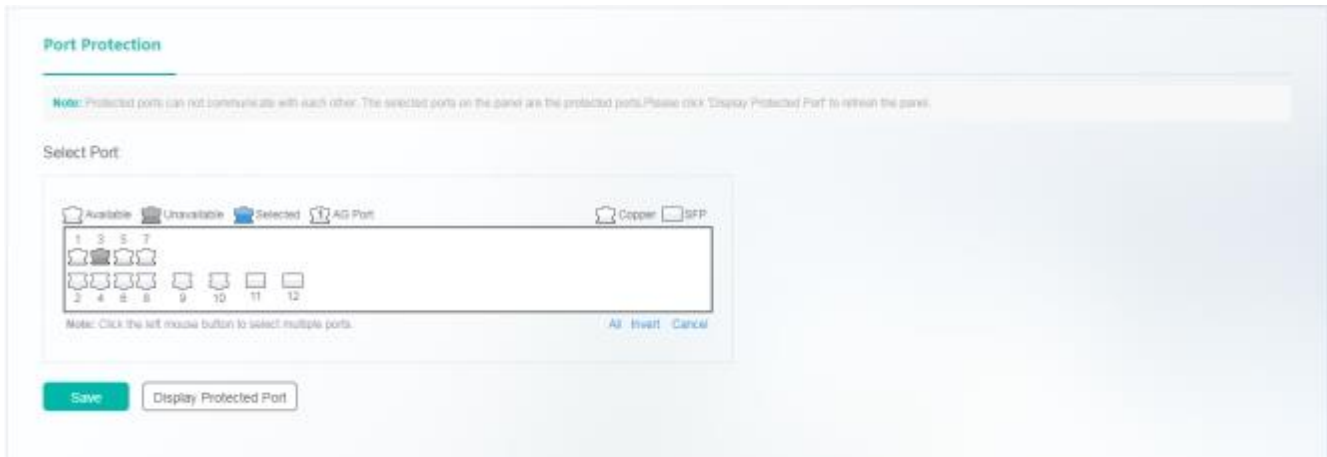 Port Protection
Note: Protected ports can not communicate with each other. The selected ports on the panel are the protected ports.Please click 'Display Protected Port' to refresh the panel.
Select Port:
Available Unavailable Selected 1 AG Port Copper SFP
1 3 5 7
2 4 6 8 9 10 11 12
Note: Click the left mouse button to select multiple ports.
All Invert Cancel
Save Display Protected Port